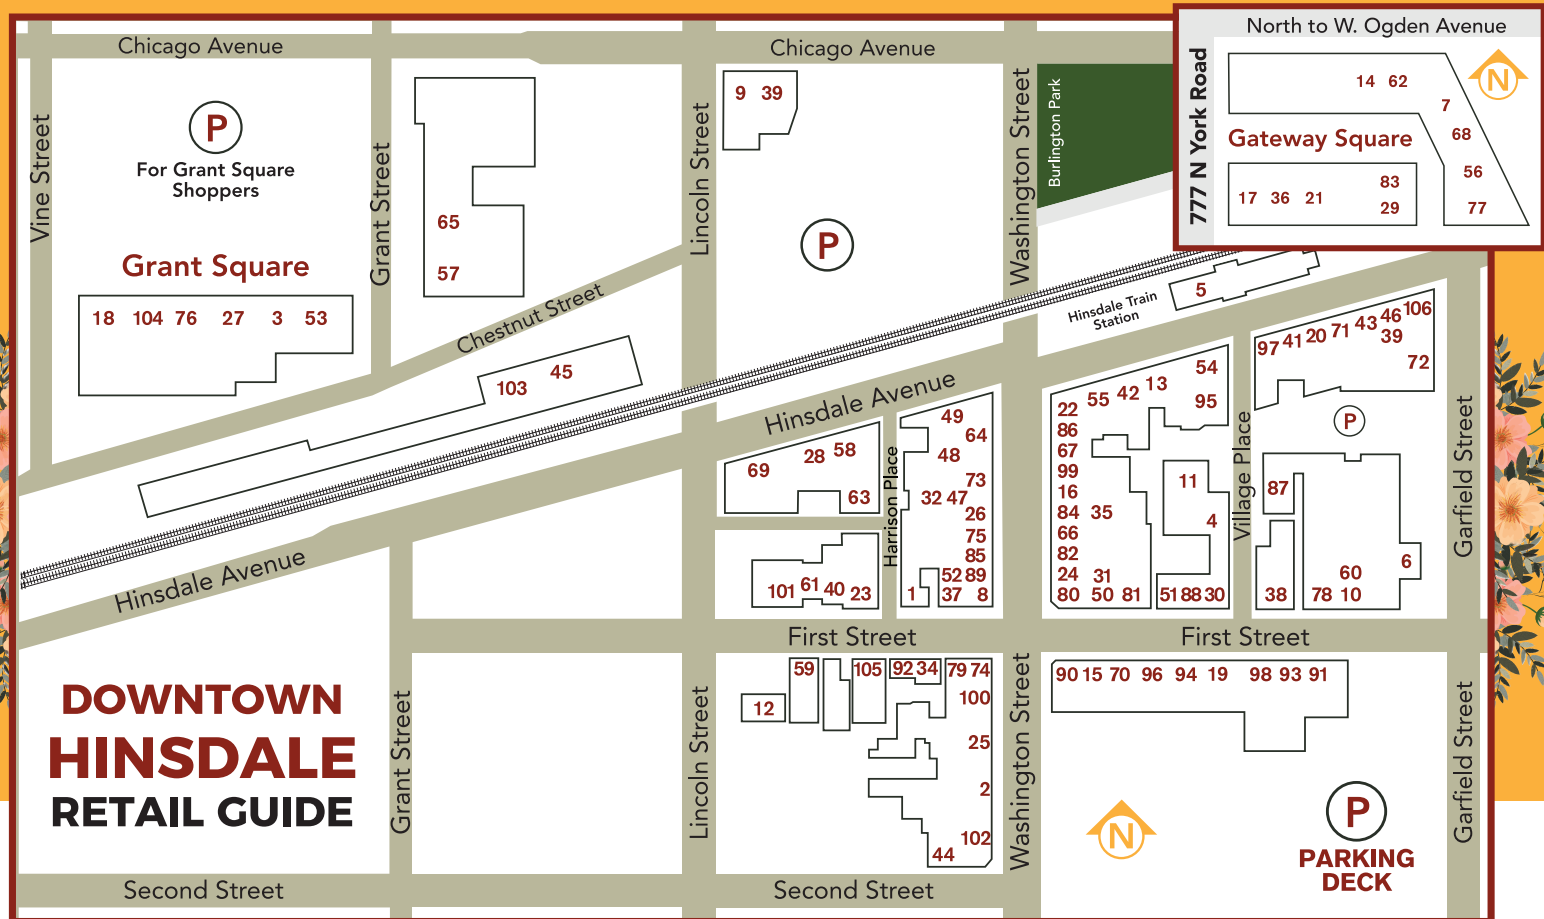 Chicago Avenue
Chicago Avenue
North to W. Ogden Avenue
777 N York Road
N
14 62
7
Gateway Square
68
56
77
17 36 21
83
29
Vine Street
P
For Grant Square
Shoppers
Grant Street
Grant Square
18 104 76 27 3 53
65
57
Chestnut Street
103 45
Lincoln Street
9 39
P
Washington Street
Burlington Park
Hinsdale Train
Station
5
Hinsdale Avenue
Hinsdale Avenue
69 28 58
63
Harrison Place
101 61 40 23
49
64
48
73
32 47
26
75
85
52 89
1 37 8
22 55 42 13 54
95
86
67
99
16
84 35
66
82
24 31
80 50 81
11
4
51 88 30
Village Place
97 41 20 71 43 46 106
39
72
P
87
38
60
78 10
6
Garfield Street
First Street
First Street
DOWNTOWN
HINSDALE
RETAIL GUIDE
Grant Street
Lincoln Street
12
59
105
92 34
79 74
100
25
2
102
44
Washington Street
90 15 70 96 94 19 98 93 91
N
P
PARKING
DECK
Garfield Street
Second Street
Second Street